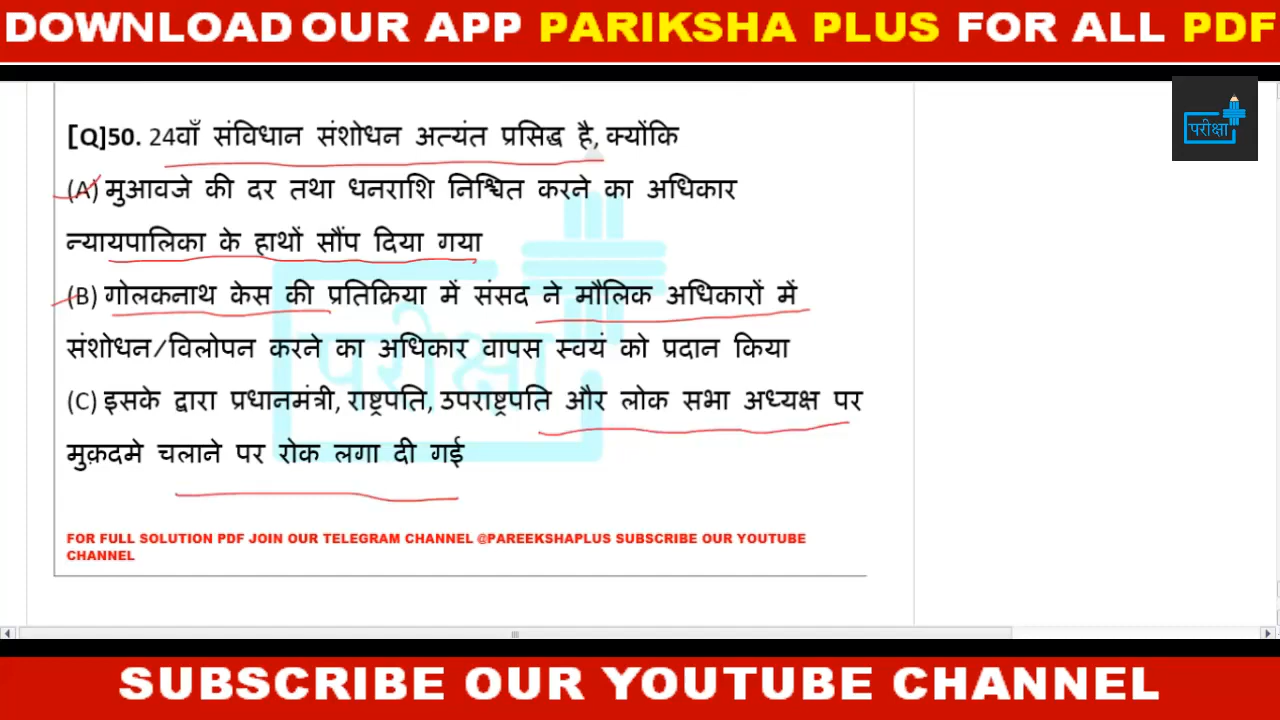 DOWNLOAD OUR APP PARIKSHA PLUS FOR ALL PDF
परीक्षा
[Q]50. 24वाँ संविधान संशोधन अत्यंत प्रसिद्ध है, क्योंकि
(A) मुआवजे की दर तथा धनराशि निश्चित करने का अधिकार
न्यायपालिका के हाथों सौंप दिया गया
(B) गोलकनाथ केस की प्रतिक्रिया में संसद ने मौलिक अधिकारों में
संशोधन/विलोपन करने का अधिकार वापस स्वयं को प्रदान किया
परीक्षा
(C) इसके द्वारा प्रधानमंत्री, राष्ट्रपति, उपराष्ट्रपति और लोक सभा अध्यक्ष पर
मुक़दमे चलाने पर रोक लगा दी गई
FOR FULL SOLUTION PDF JOIN OUR TELEGRAM CHANNEL @PAREEKSHAPLUS SUBSCRIBE OUR YOUTUBE
CHANNEL
SUBSCRIBE OUR YOUTUBE CHANNEL